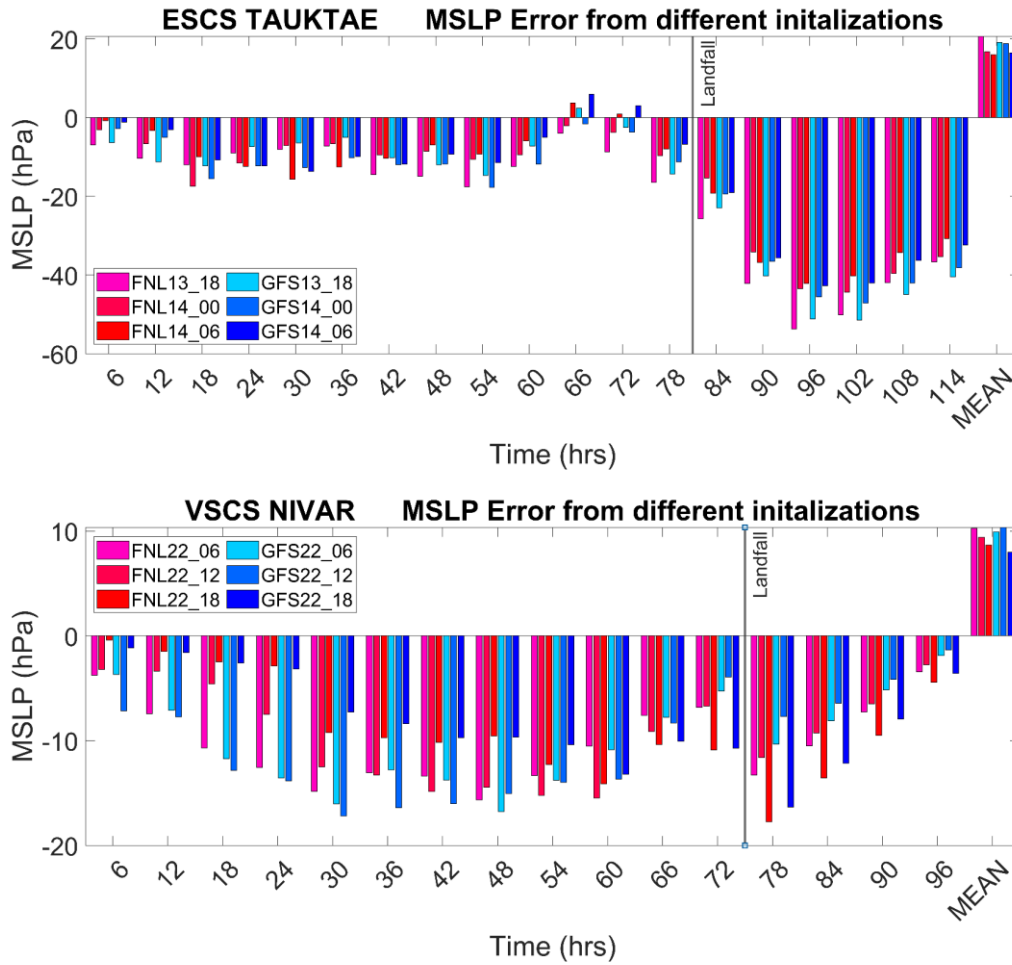 ESCS TAUKTAE MSLP Error from different initalizations
20
0
-20
-40
-60
MSLP (hPa)
Landfall
FNL13_18 GFS13_18
FNL14_00 GFS14_00
FNL14_06 GFS14_06
6 12 18 24 30 36 42 48 54 60 66 72 78 84 90 96 102 108 114 MEAN
Time (hrs)
VSCS NIVAR MSLP Error from different initalizations
10
0
-10
-20
MSLP (hPa)
Landfall
FNL22_06 GFS22_06
FNL22_12 GFS22_12
FNL22_18 GFS22_18
6 12 18 24 30 36 42 48 54 60 66 72 78 84 90 96 MEAN
Time (hrs)